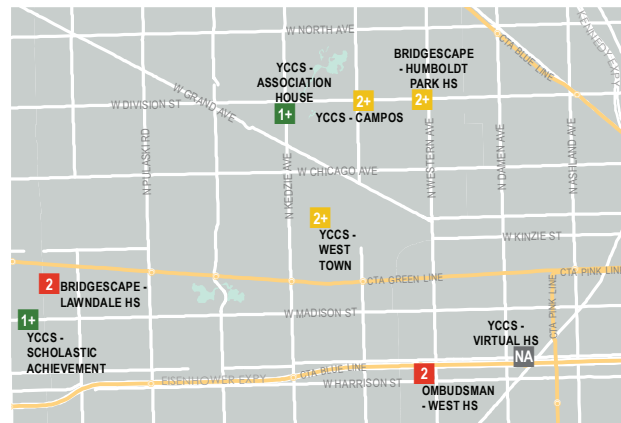 W NORTH AVE
CTA BLUE LINE
KENNEDY EXPY
BRIDGESCAPE
- HUMBOLDT
PARK HS
YCCS -
ASSOCIATION
HOUSE
W GRAND AVE
W DIVISION ST
1+
2+
2+
YCCS - CAMPOS
N PULASKI RD
N KEDZIE AVE
N WESTERN AVE
N DAMEN AVE
N ASHLAND AVE
W CHICAGO AVE
2+
YCCS -
WEST
TOWN
W KINZIE ST
CTA GREEN LINE
CTA PINK LINE
2
BRIDGESCAPE -
LAWNDALE HS
1+
YCCS -
SCHOLASTIC
ACHIEVEMENT
W MADISON ST
CTA PINK LINE
YCCS -
VIRTUAL HS
NA
CTA BLUE LINE
EISENHOWER EXPY
W HARRISON ST
2
OMBUDSMAN
- WEST HS